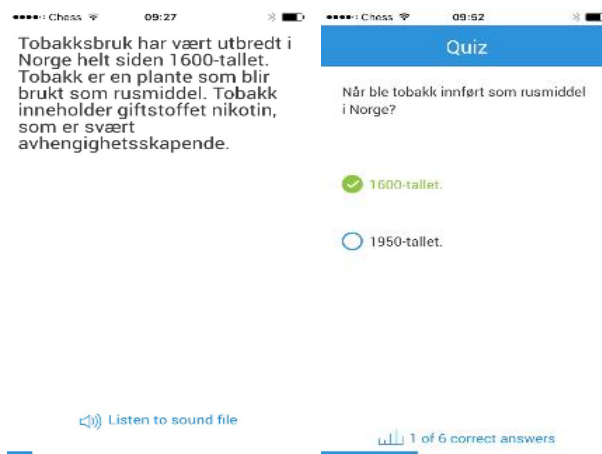 Chess 09:27
Tobakksbruk har vært utbredt i
Norge helt siden 1600-tallet.
Tobakk er en plante som blir
brukt som rusmiddel. Tobakk
inneholder giftstoffet nikotin,
som er svært
avhengighetsskapende.
Listen to sound file
Chess 09:52
Quiz
Når ble tobakk innført som rusmiddel
i Norge?
1600-tallet.
1950-tallet.
1 of 6 correct answers